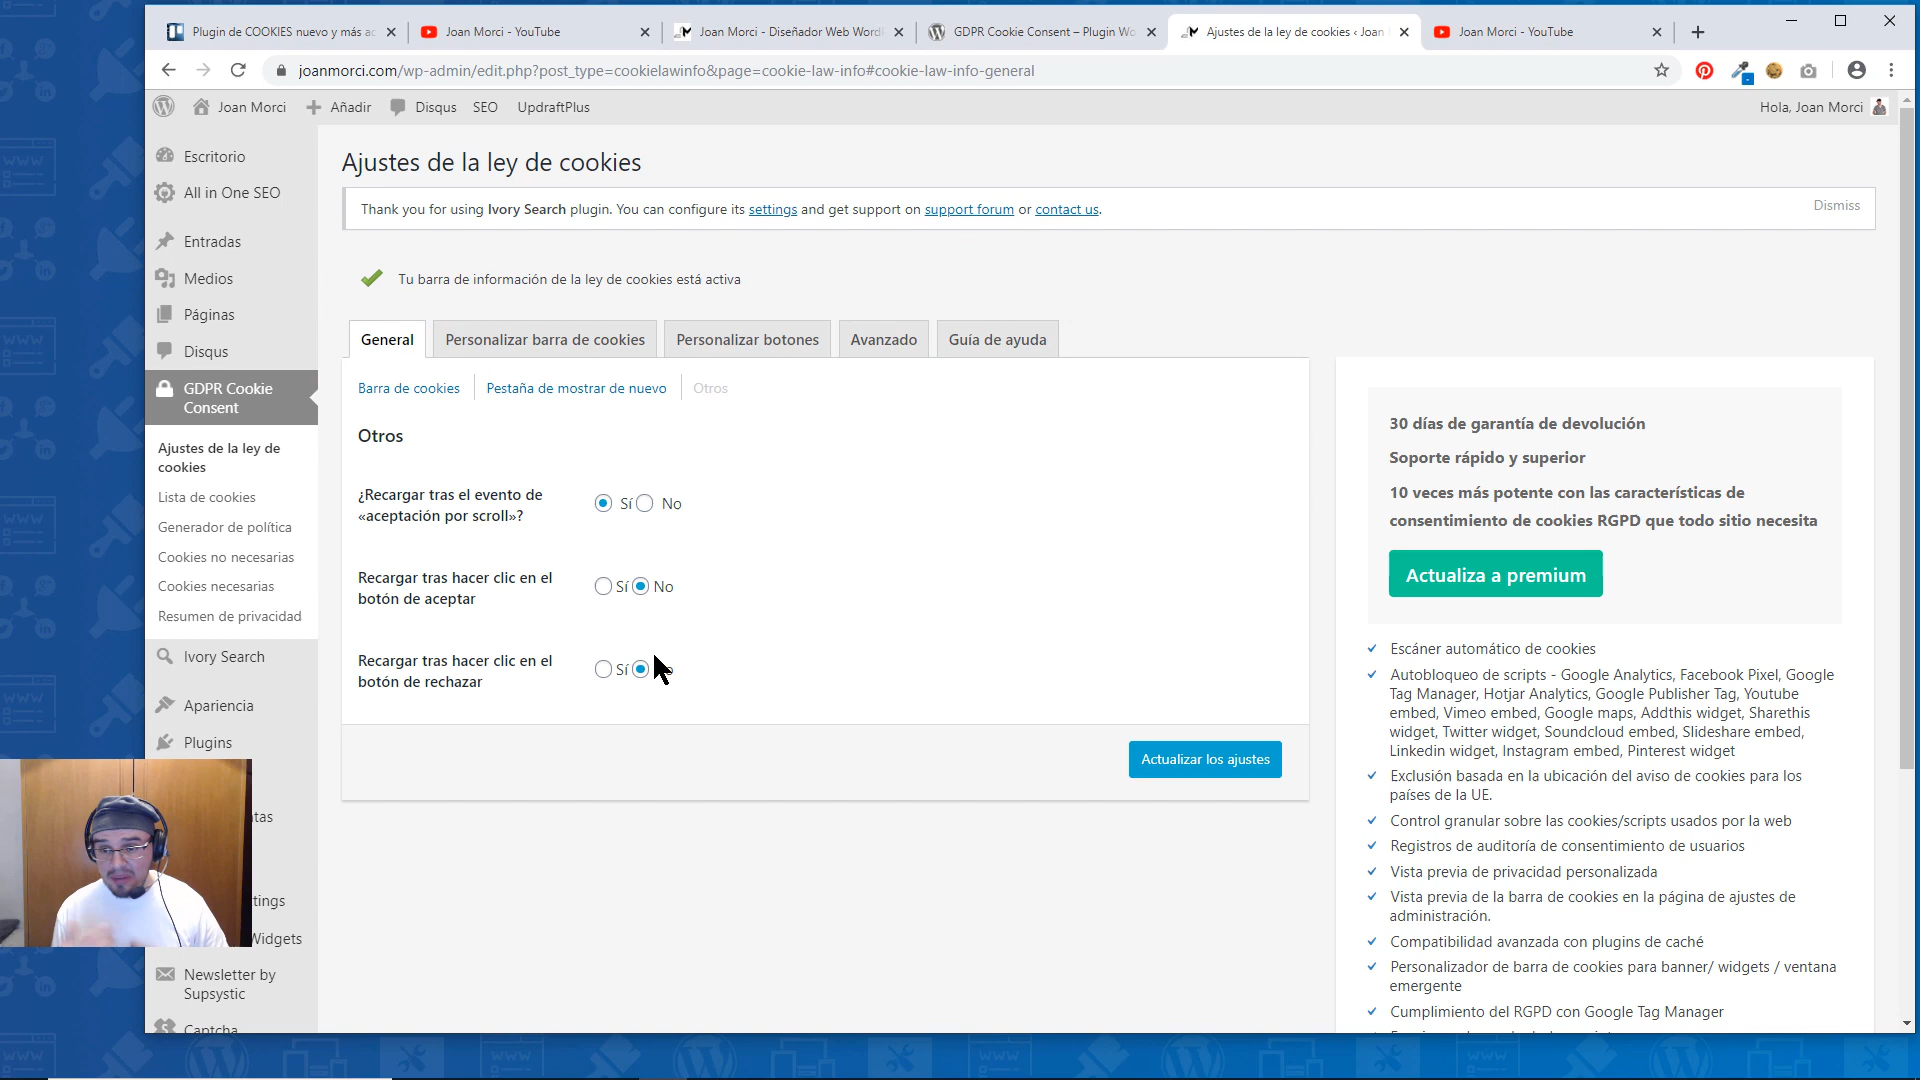 Plugin de COOKIES nuevo y más ac
Joan Morci - YouTube
Joan Morci - Diseñador Web Word
GDPR Cookie Consent – Plugin Wo
Ajustes de la ley de cookies ‹ Joan
Joan Morci - YouTube
joanmorci.com/wp-admin/edit.php?post_type=cookielawinfo&page=cookie-law-info#cookie-law-info-general
Joan Morci
Añadir
Disqus
SEO
UpdraftPlus
Hola, Joan Morci
Escritorio
All in One SEO
Entradas
Medios
Páginas
Disqus
GDPR Cookie
Consent
Ajustes de la ley de
cookies
Lista de cookies
Generador de política
Cookies no necesarias
Cookies necesarias
Resumen de privacidad
Ivory Search
Apariencia
Plugins
tas
tings
Widgets
Newsletter by
Supsystic
Captcha
Ajustes de la ley de cookies
Thank you for using Ivory Search plugin. You can configure its settings and get support on support forum or contact us.
Dismiss
Tu barra de información de la ley de cookies está activa
General
Personalizar barra de cookies
Personalizar botones
Avanzado
Guía de ayuda
Barra de cookies
Pestaña de mostrar de nuevo
Otros
Otros
¿Recargar tras el evento de
«aceptación por scroll»?
Sí No
Recargar tras hacer clic en el
botón de aceptar
Sí No
Recargar tras hacer clic en el
botón de rechazar
Sí
Actualizar los ajustes
30 días de garantía de devolución
Soporte rápido y superior
10 veces más potente con las características de
consentimiento de cookies RGPD que todo sitio necesita
Actualiza a premium
Escáner automático de cookies
Autobloqueo de scripts - Google Analytics, Facebook Pixel, Google
Tag Manager, Hotjar Analytics, Google Publisher Tag, Youtube
embed, Vimeo embed, Google maps, Addthis widget, Sharethis
widget, Twitter widget, Soundcloud embed, Slideshare embed,
Linkedin widget, Instagram embed, Pinterest widget
Exclusión basada en la ubicación del aviso de cookies para los
países de la UE.
Control granular sobre las cookies/scripts usados por la web
Registros de auditoría de consentimiento de usuarios
Vista previa de privacidad personalizada
Vista previa de la barra de cookies en la página de ajustes de
administración.
Compatibilidad avanzada con plugins de caché
Personalizador de barra de cookies para banner/ widgets / ventana
emergente
Cumplimiento del RGPD con Google Tag Manager